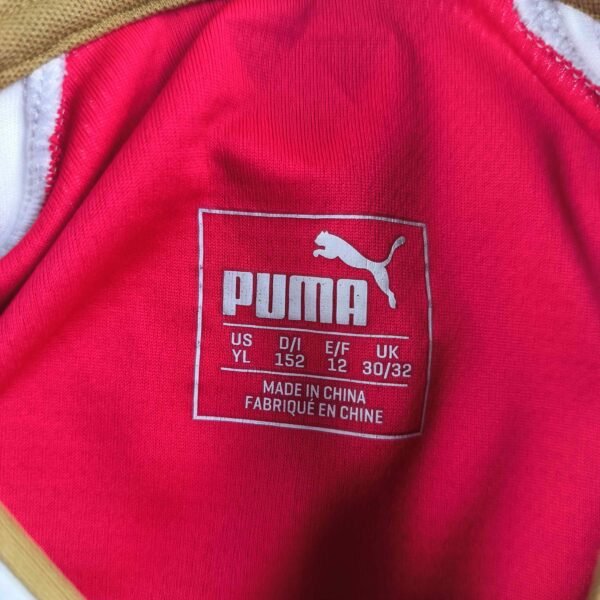 PUMA
US D/I E/F UK
YL 152 12 30/32
MADE IN CHINA
FABRIQUÉ EN CHINE